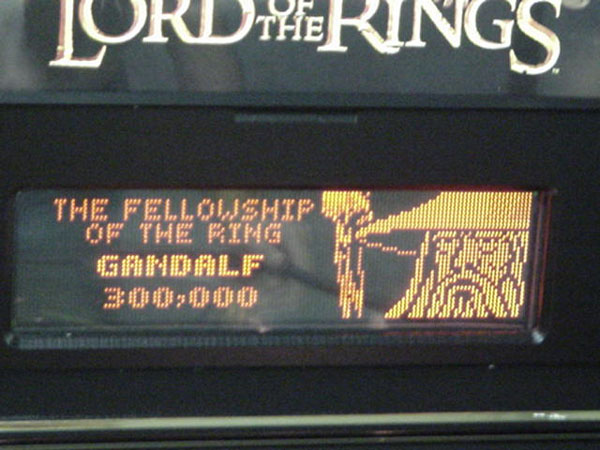 LORD OF THE RINGS
THE FELLOWSHIP
OF THE RING
GANDALF
300,000